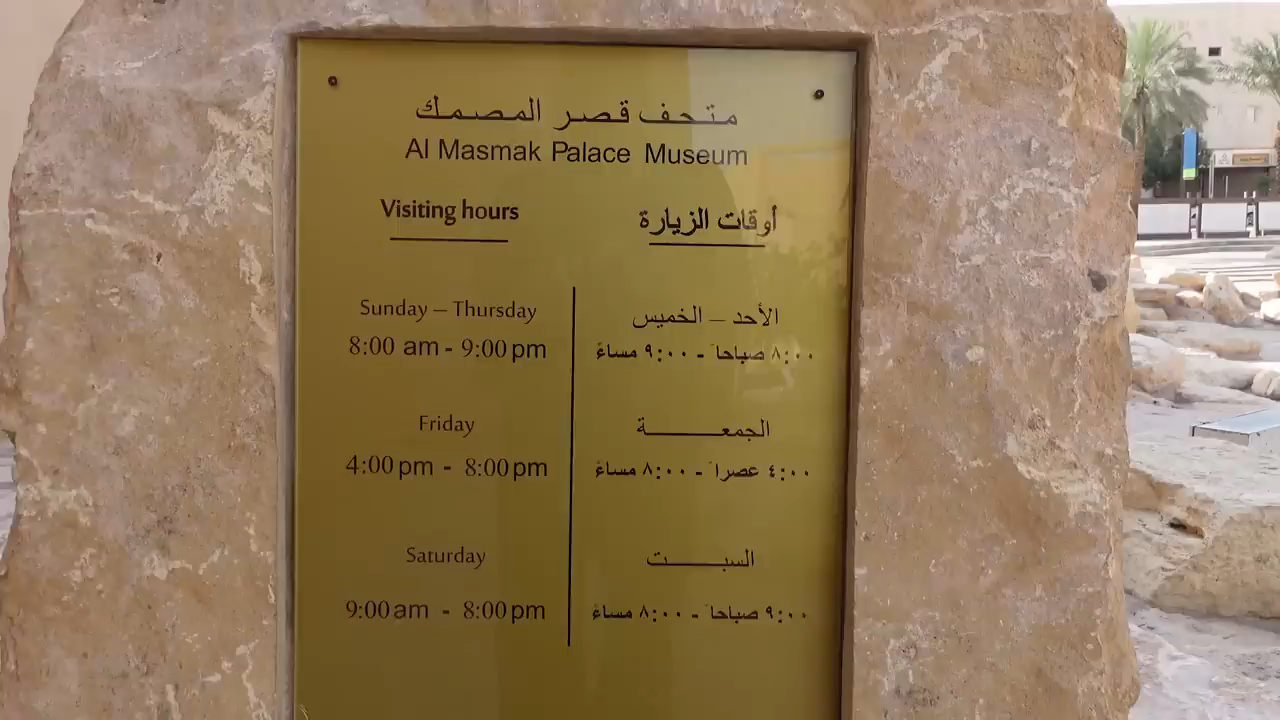 متحف قصر المصمك
Al Masmak Palace Museum
Visiting hours
أوقات الزيارة
Sunday – Thursday
الأحد – الخميس
8:00 am - 9:00 pm
٨:٠٠ صباحاً - ٩:٠٠ مساءً
Friday
الجمعة
4:00 pm - 8:00 pm
٤:٠٠ عصراً - ٨:٠٠ مساءً
Saturday
السبت
9:00 am - 8:00 pm
٩:٠٠ صباحاً - ٨:٠٠ مساءً